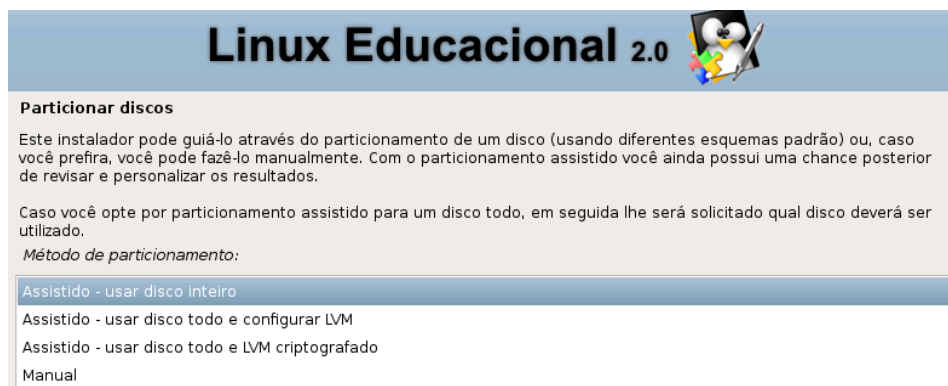 Linux Educacional 2.0
Particionar discos
Este instalador pode guiá-lo através do particionamento de um disco (usando diferentes esquemas padrão) ou, caso
você prefira, você pode fazê-lo manualmente. Com o particionamento assistido você ainda possui uma chance posterior
de revisar e personalizar os resultados.
Caso você opte por particionamento assistido para um disco todo, em seguida lhe será solicitado qual disco deverá ser
utilizado.
Método de particionamento:
Assistido - usar disco inteiro
Assistido - usar disco todo e configurar LVM
Assistido - usar disco todo e LVM criptografado
Manual